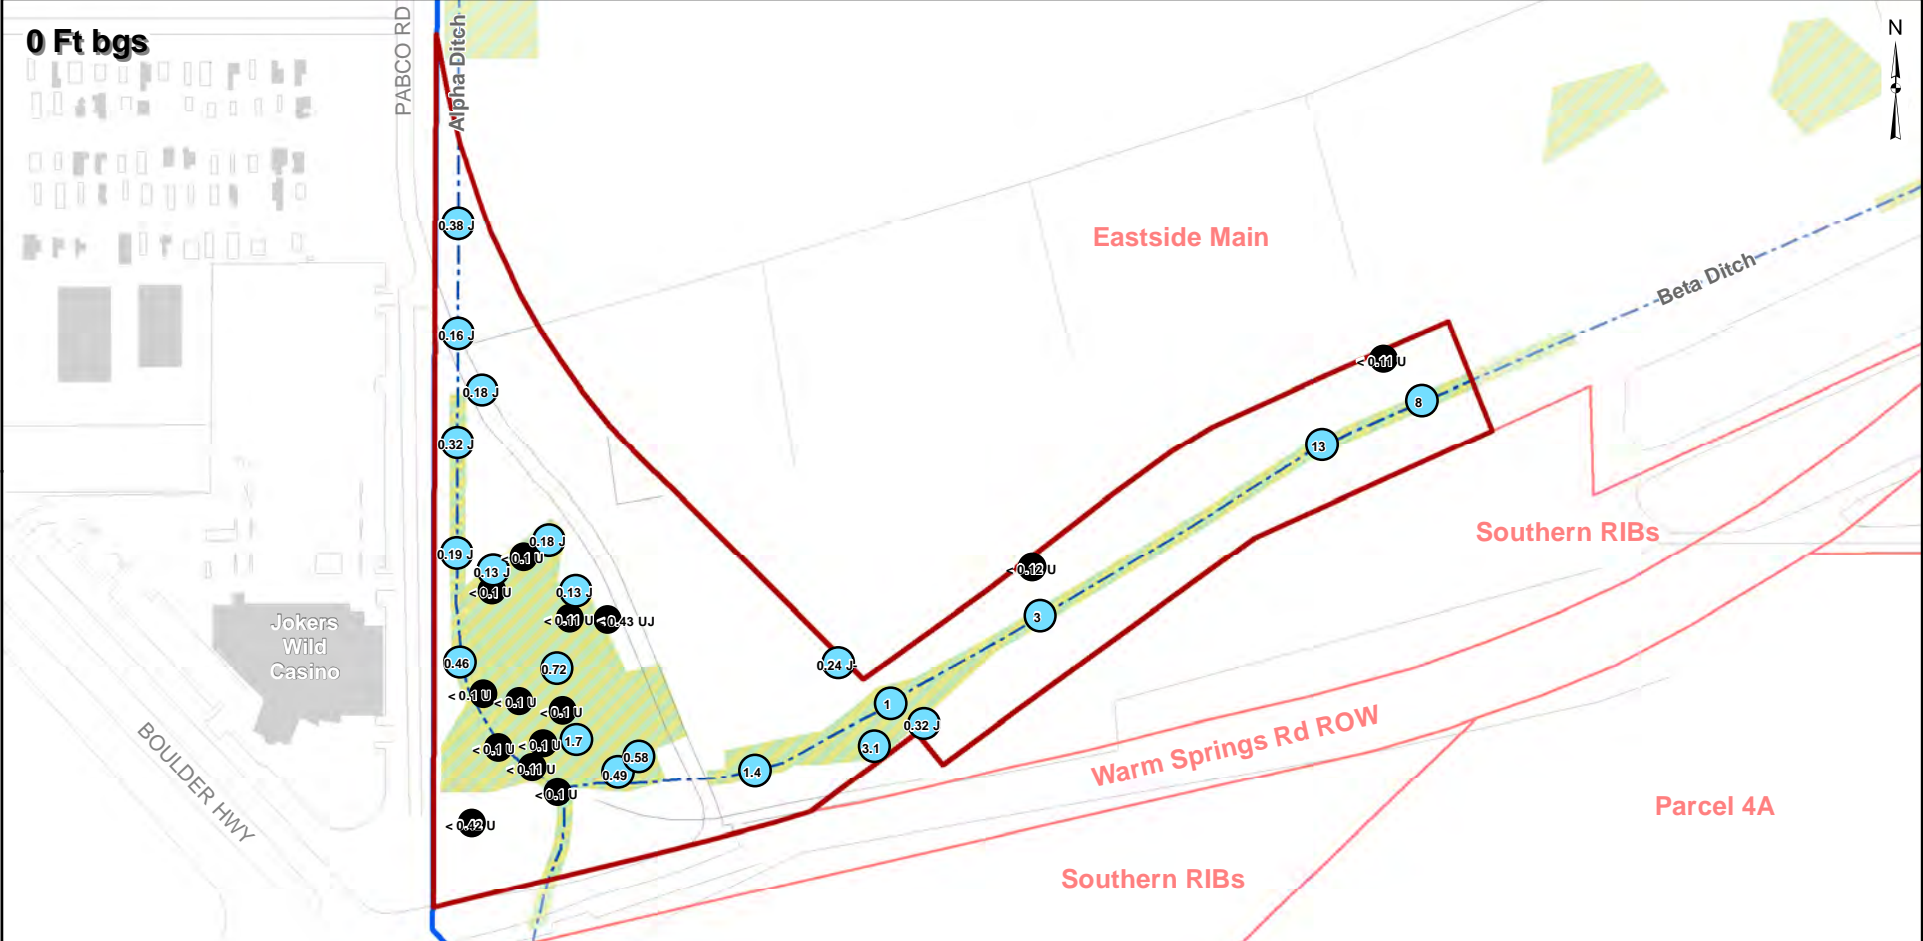 0 Ft bgs
PABCO RD
Alpha Ditch
N
0.38 J
Eastside Main
Beta Ditch
0.16 J
< 0.11 U
0.18 J
8
0.32 J
13
Southern RIBs
0.18 J
0.19 J
< 0.1 U
0.13 J
< 0.12 U
< 0.1 U
0.13 J
< 0.11 U
< 0.43 UJ
3
Jokers
Wild
Casino
0.46
0.72
0.24 J-
< 0.1 U
< 0.1 U
< 0.1 U
1
0.32 J
Warm Springs Rd ROW
BOULDER HWY
< 0.1 U
< 0.1 U
1.7
3.1
0.58
< 0.11 U
0.49
1.4
< 0.1 U
Parcel 4A
< 0.42 U
Southern RIBs